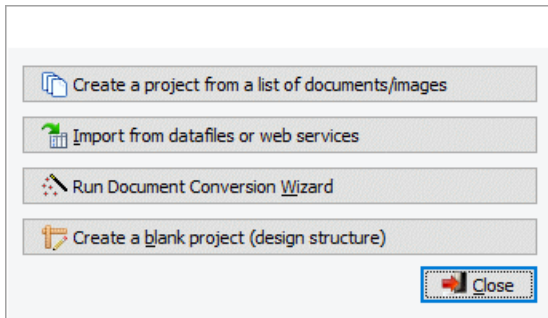 Create a project from a list of documents/images
Import from datafiles or web services
Run Document Conversion Wizard
Create a blank project (design structure)
Close